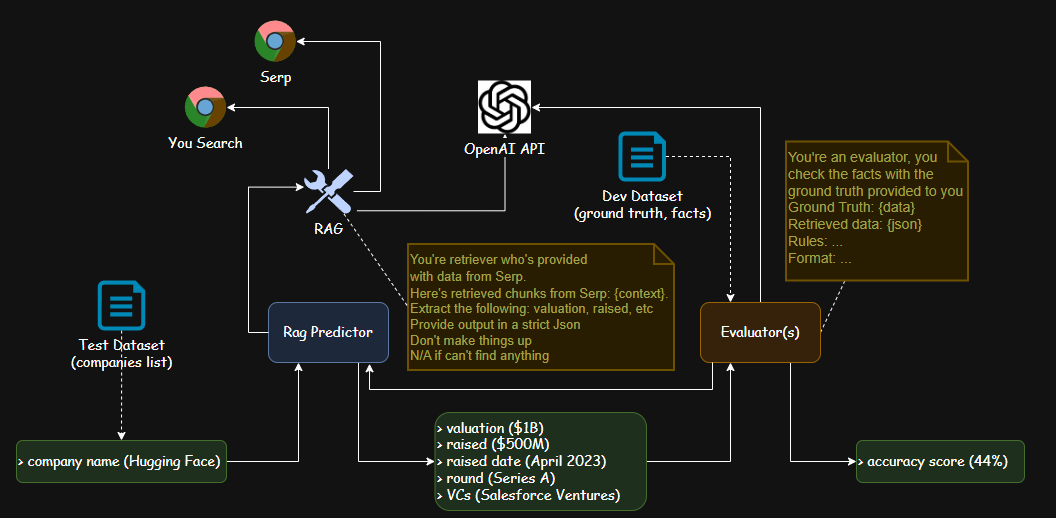 Serp
You Search
OpenAI API
RAG
Dev Dataset
(ground truth, facts)
You're an evaluator, you
check the facts with the
ground truth provided to you
Ground Truth: {data}
Retrieved data: {json}
Rules: ...
Format: ...
You're retriever who's provided
with data from Serp.
Here's retrieved chunks from Serp: {context}.
Extract the following: valuation, raised, etc
Provide output in a strict Json
Don't make things up
N/A if can't find anything
Test Dataset
(companies list)
Rag Predictor
Evaluator(s)
> company name (Hugging Face)
> valuation ($1B)
> raised ($500M)
> raised date (April 2023)
> round (Series A)
> VCs (Salesforce Ventures)
> accuracy score (44%)